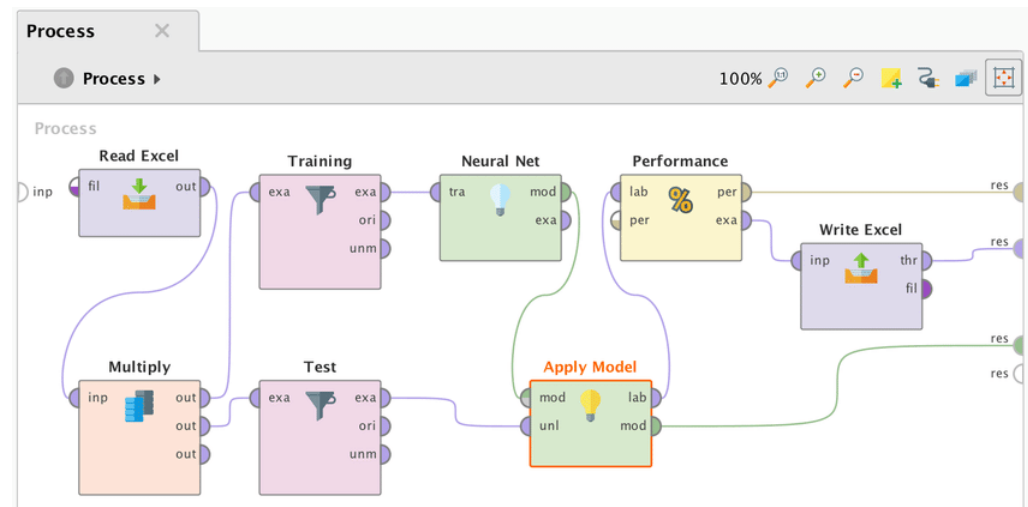 Process
Process
100%
Process
Read Excel
inp
fil
out
Training
exa
exa
ori
unm
Neural Net
tra
mod
exa
Performance
lab
per
per
exa
Write Excel
inp
thr
fil
res
res
res
res
Multiply
inp
out
out
out
Test
exa
exa
ori
unm
Apply Model
mod
lab
unl
mod